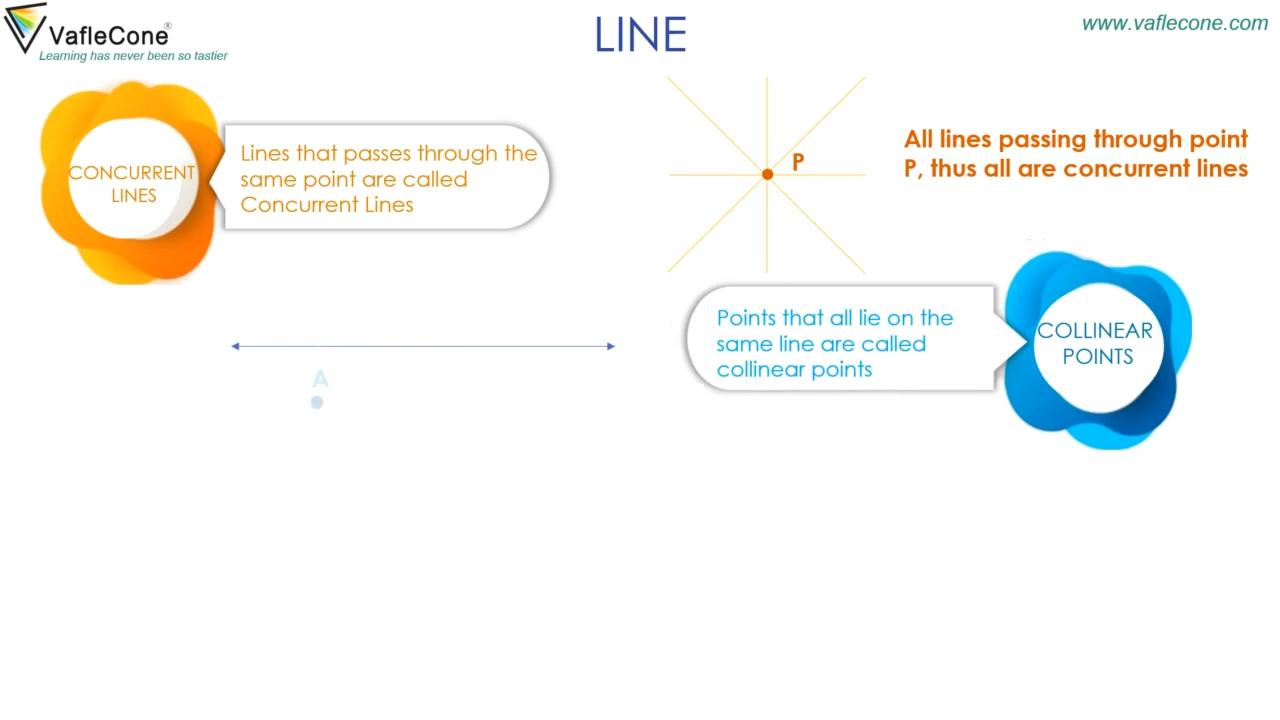 VafleCone®
Learning has never been so tastier
LINE
www.vaflecone.com
CONCURRENT
LINES
Lines that passes through the
same point are called
Concurrent Lines
P
All lines passing through point
P, thus all are concurrent lines
Points that all lie on the
same line are called
collinear points
COLLINEAR
POINTS
A